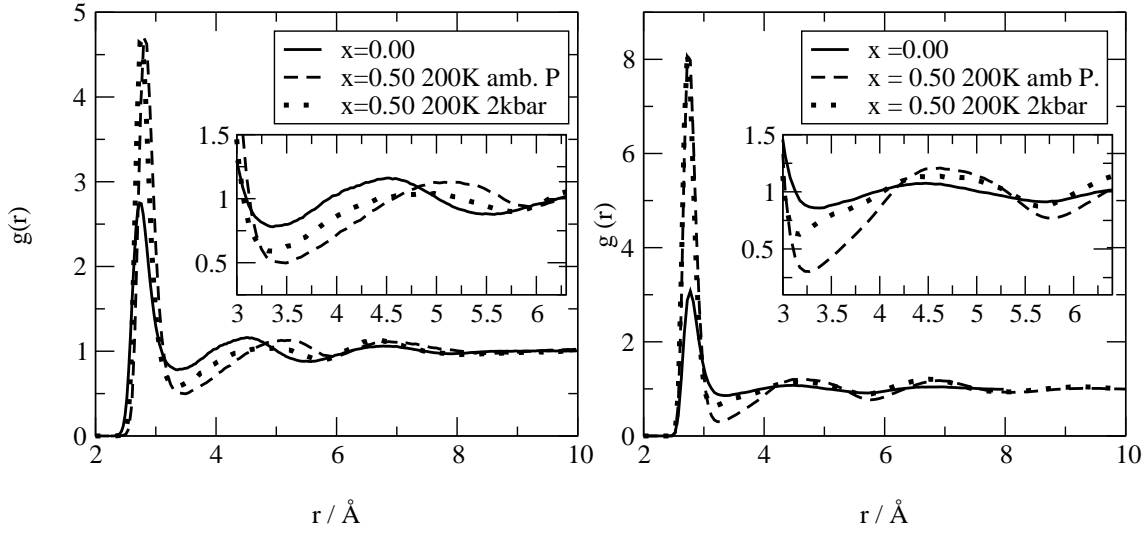 5
4
3
2
1
0
g(r)
x=0.00
x=0.50 200K amb. P
x=0.50 200K 2kbar
1.5
1
0.5
3 3.5 4 4.5 5 5.5 6
2 4 6 8 10
r / Å
8
6
4
2
0
g (r)
x =0.00
x = 0.50 200K amb P.
x = 0.50 200K 2kbar
1.5
1
0.5
3 3.5 4 4.5 5 5.5 6
2 4 6 8 10
r / Å